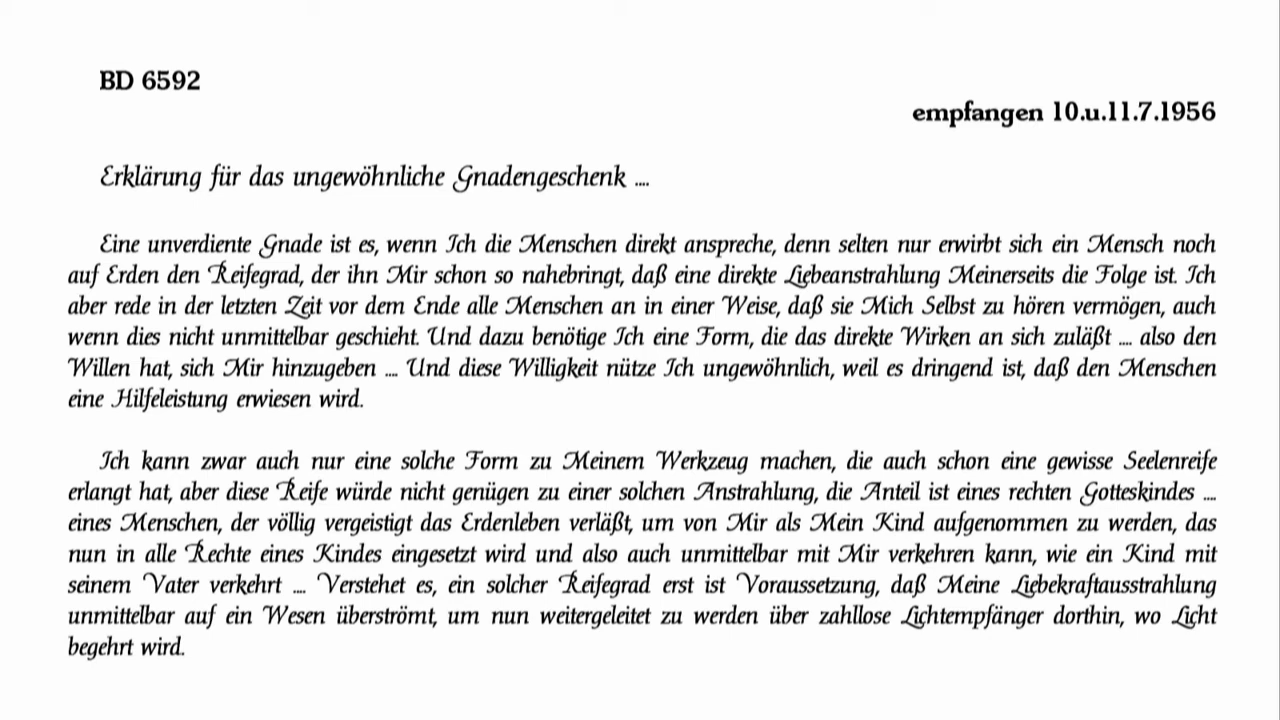 BD 6592
empfangen 10.u.11.7.1956
Erklärung für das ungewöhnliche Gnadengeschenk ....
Eine unverdiente Gnade ist es, wenn Ich die Menschen direkt anspreche, denn selten nur erwirbt sich ein Mensch noch
auf Erden den Reifegrad, der ihn Mir schon so nahebringt, daß eine direkte Liebeanstrahlung Meinerseits die Folge ist. Ich
aber rede in der letzten Zeit vor dem Ende alle Menschen an in einer Weise, daß sie Mich Selbst zu hören vermögen, auch
wenn dies nicht unmittelbar geschieht. Und dazu benötige Ich eine Form, die das direkte Wirken an sich zuläßt .... also den
Willen hat, sich Mir hinzugeben .... Und diese Willigkeit nütze Ich ungewöhnlich, weil es dringend ist, daß den Menschen
eine Hilfeleistung erwiesen wird.
Ich kann zwar auch nur eine solche Form zu Meinem Werkzeug machen, die auch schon eine gewisse Seelenreife
erlangt hat, aber diese Reife würde nicht genügen zu einer solchen Anstrahlung, die Anteil ist eines rechten Gotteskindes ....
eines Menschen, der völlig vergeistigt das Erdenleben verläßt, um von Mir als Mein Kind aufgenommen zu werden, das
nun in alle Rechte eines Kindes eingesetzt wird und also auch unmittelbar mit Mir verkehren kann, wie ein Kind mit
seinem Vater verkehrt .... Verstehet es, ein solcher Reifegrad erst ist Voraussetzung, daß Meine Liebekraftausstrahlung
unmittelbar auf ein Wesen überströmt, um nun weitergeleitet zu werden über zahllose Lichtempfänger dorthin, wo Licht
begehrt wird.